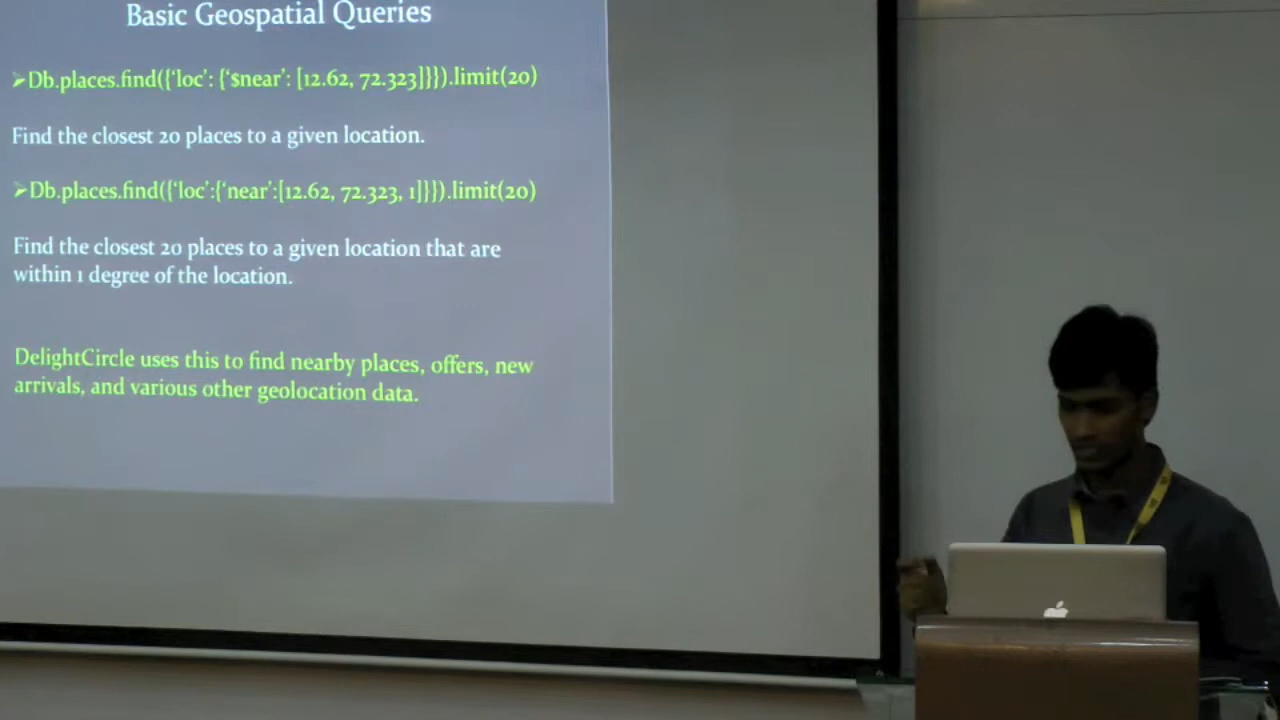 Basic Geospatial Queries
➢Db.places.find({‘loc’: {‘$near’: [12.62, 72.323]}}).limit(20)
Find the closest 20 places to a given location.
➢Db.places.find({‘loc’:{‘near’:[12.62, 72.323, 1]}}).limit(20)
Find the closest 20 places to a given location that are
within 1 degree of the location.
DelightCircle uses this to find nearby places, offers, new
arrivals, and various other geolocation data.